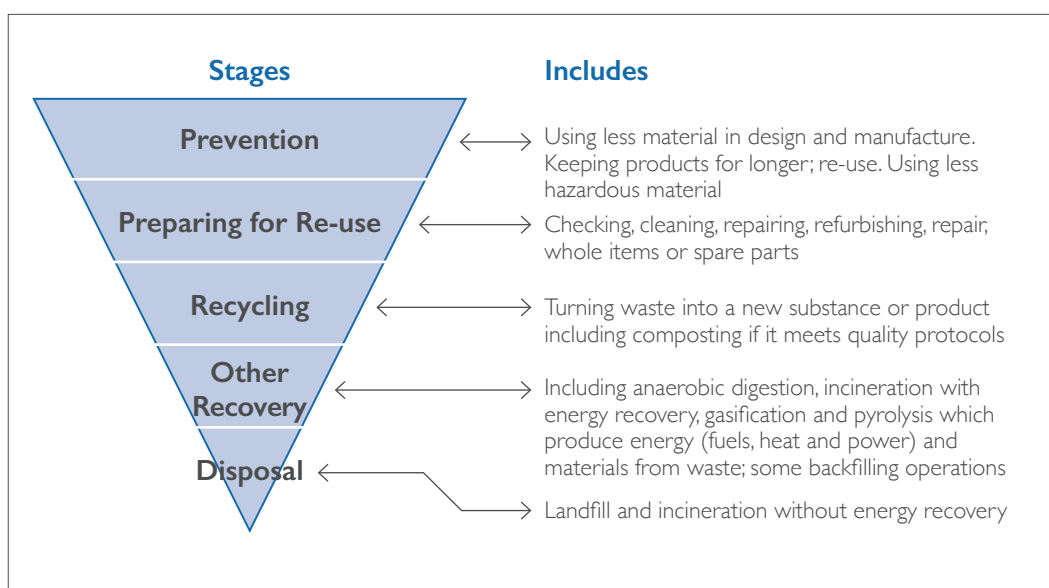 Stages
Includes
Prevention
Using less material in design and manufacture.
Keeping products for longer; re-use. Using less
hazardous material
Preparing for Re-use
Checking, cleaning, repairing, refurbishing, repair,
whole items or spare parts
Recycling
Turning waste into a new substance or product
including composting if it meets quality protocols
Other
Recovery
Including anaerobic digestion, incineration with
energy recovery, gasification and pyrolysis which
produce energy (fuels, heat and power) and
materials from waste; some backfilling operations
Disposal
Landfill and incineration without energy recovery